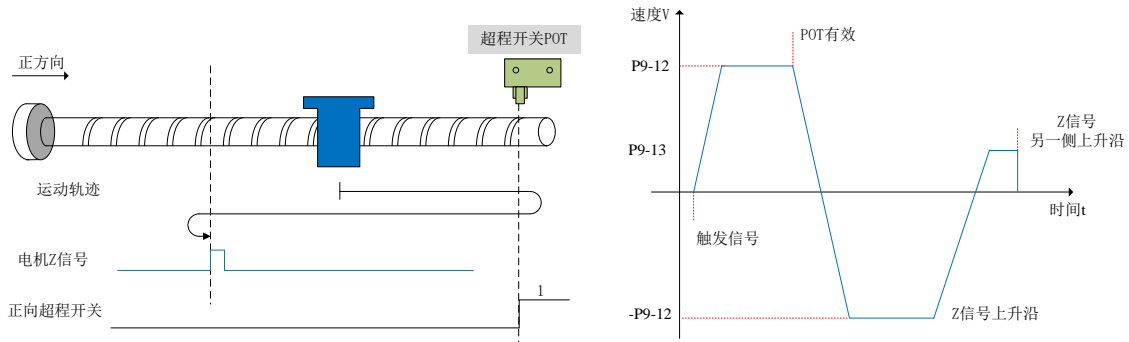 超程开关POT
正方向
运动轨迹
电机Z信号
正向超程开关
1
速度V
POT有效
P9-12
P9-13
Z信号
另一侧上升沿
时间t
触发信号
-P9-12
Z信号上升沿